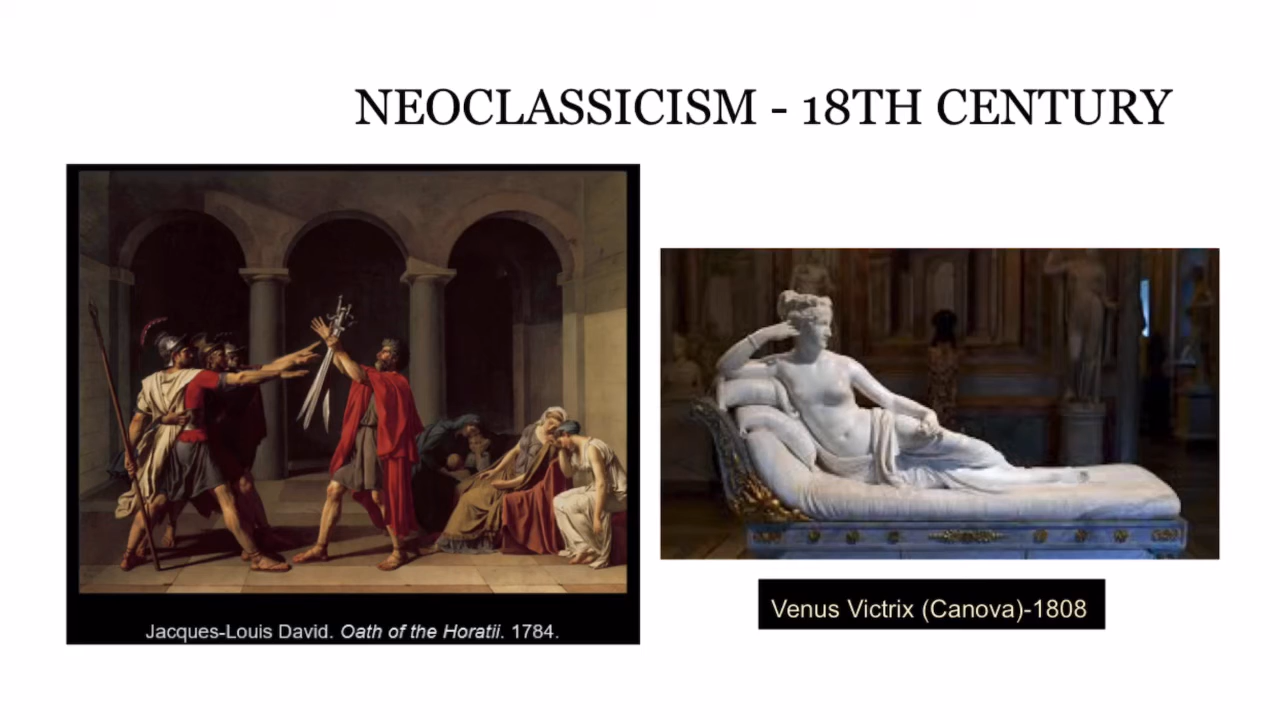 NEOCLASSICISM - 18TH CENTURY
Jacques-Louis David. Oath of the Horatii. 1784.
Venus Victrix (Canova)-1808